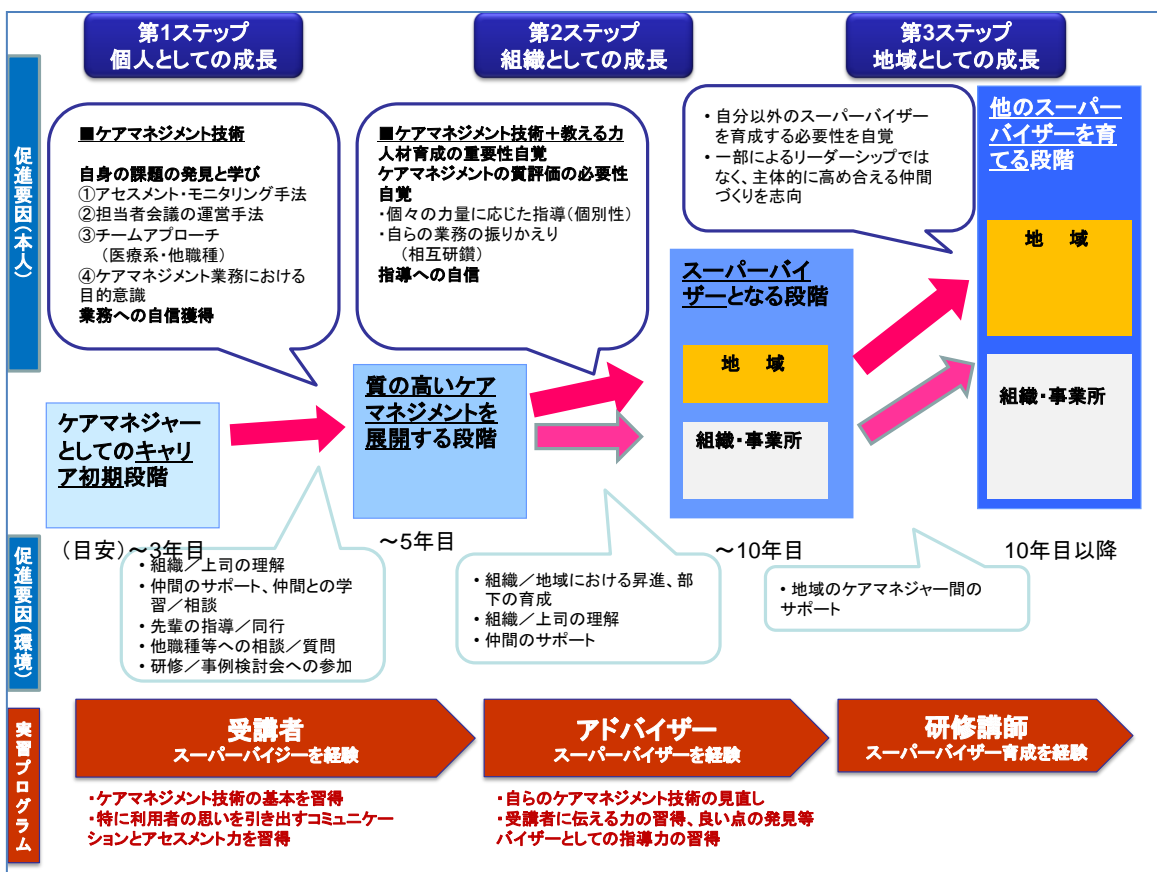 第1ステップ
個人としての成長
第2ステップ
組織としての成長
第3ステップ
地域としての成長
促進要因(本人)
■ケアマネジメント技術
自身の課題の発見と学び
①アセスメント・モニタリング手法
②担当者会議の運営手法
③チームアプローチ
(医療系・他職種)
④ケアマネジメント業務における
目的意識
業務への自信獲得
■ケアマネジメント技術＋教える力
人材育成の重要性自覚
ケアマネジメントの質評価の必要性
自覚
・個々の力量に応じた指導(個別性)
・自らの業務の振りかえり
(相互研鑽)
指導への自信
• 自分以外のスーパーバイザー
を育成する必要性を自覚
• 一部によるリーダーシップでは
なく、主体的に高め合える仲間
づくりを志向
他のスーパー
バイザーを育
てる段階
地　域
組織・事業所
スーパーバイ
ザーとなる段階
地　域
組織・事業所
質の高いケア
マネジメントを
展開する段階
ケアマネジャー
としてのキャリ
ア初期段階
(目安)～3年目
～5年目
～10年目
10年目以降
促進要因(環境)
• 組織／上司の理解
• 仲間のサポート、仲間との学
習／相談
• 先輩の指導／同行
• 他職種等への相談／質問
• 研修／事例検討会への参加
• 組織／地域における昇進、部
下の育成
• 組織／上司の理解
• 仲間のサポート
• 地域のケアマネジャー間の
サポート
実習プログラム
受講者
スーパーバイジーを経験
アドバイザー
スーパーバイザーを経験
研修講師
スーパーバイザー育成を経験
・ケアマネジメント技術の基本を習得
・特に利用者の思いを引き出すコミュニケー
ションとアセスメント力を習得
・自らのケアマネジメント技術の見直し
・受講者に伝える力の習得、良い点の発見等
バイザーとしての指導力の習得